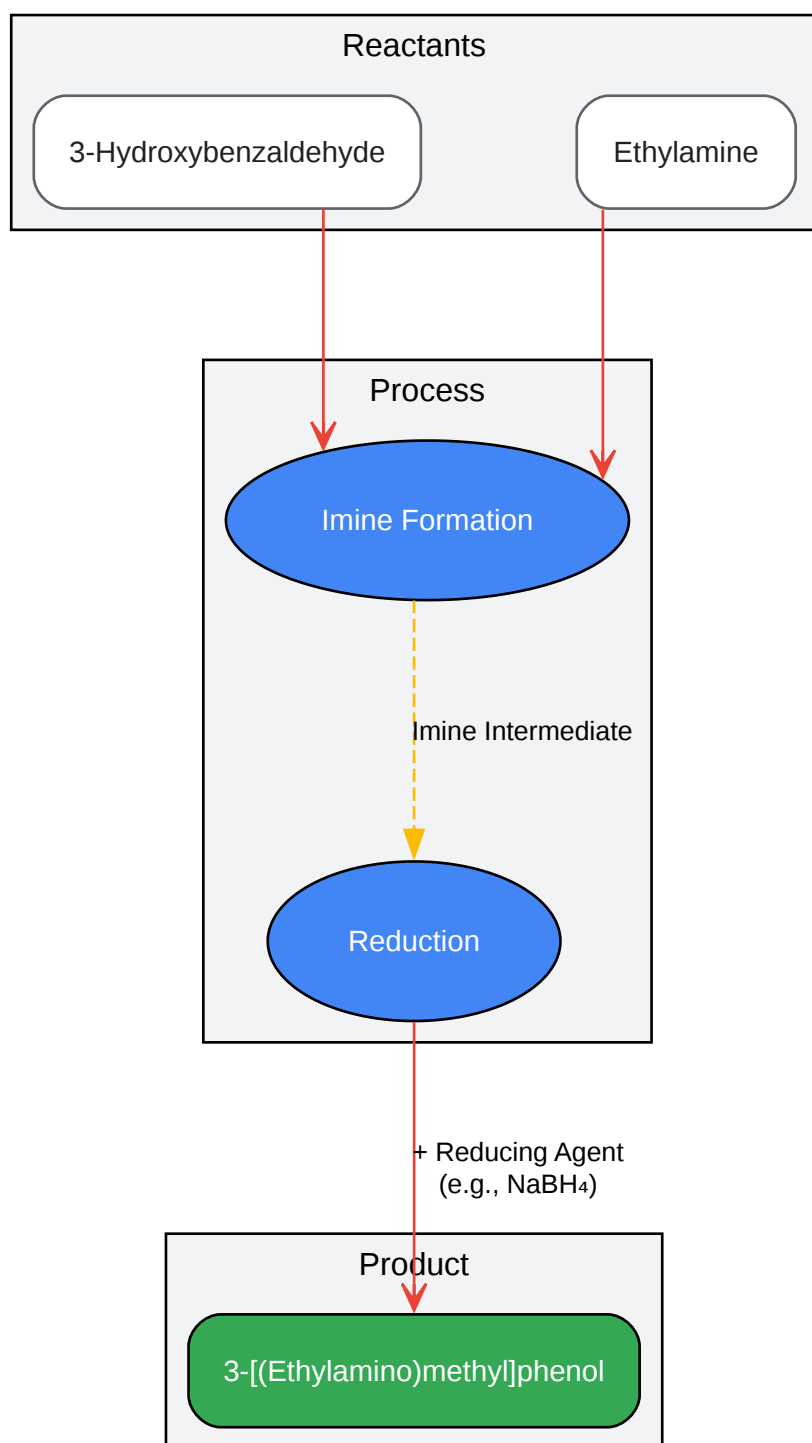 Reactants
3-Hydroxybenzaldehyde
Ethylamine
Process
Imine Formation
Imine Intermediate
Reduction
+ Reducing Agent
(e.g., NaBH₄)
Product
3-[(Ethylamino)methyl]phenol